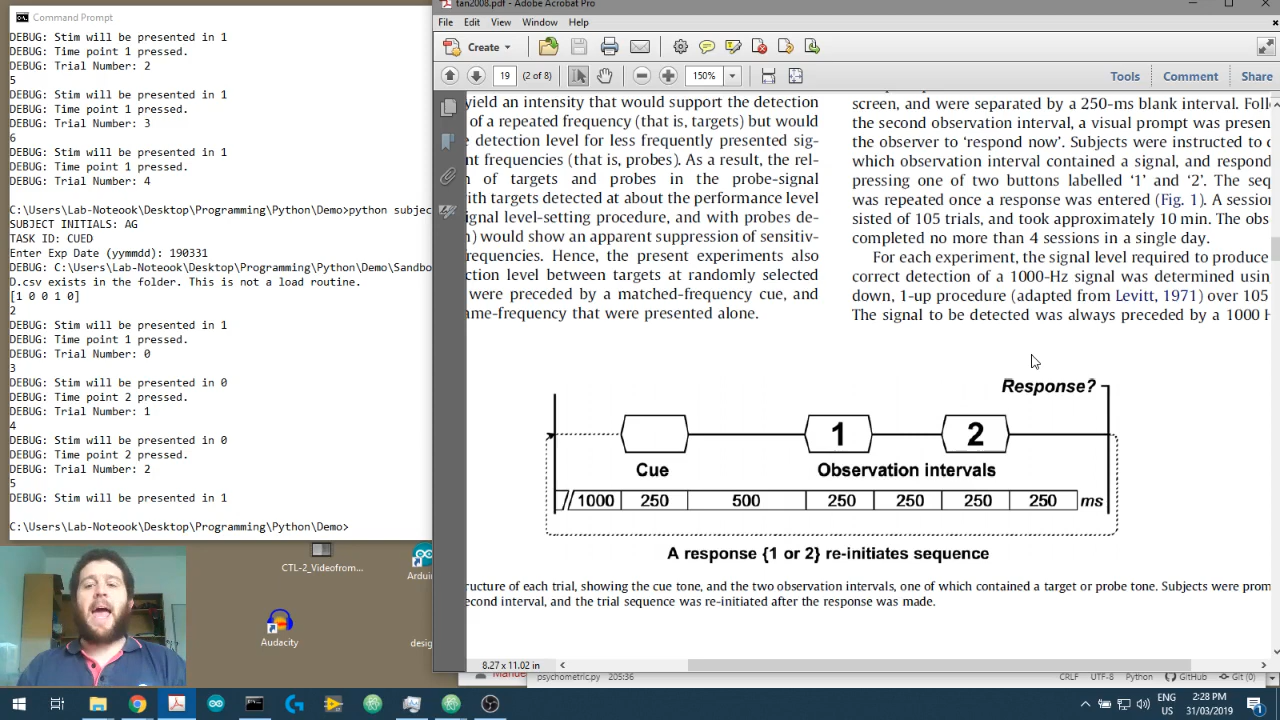 Command Prompt
DEBUG: Stim will be presented in 1
DEBUG: Time point 1 pressed.
DEBUG: Trial Number: 2
5
DEBUG: Stim will be presented in 1
DEBUG: Time point 1 pressed.
DEBUG: Trial Number: 3
6
DEBUG: Stim will be presented in 1
DEBUG: Time point 1 pressed.
DEBUG: Trial Number: 4
C:\Users\Lab-Noteook\Desktop\Programming\Python\Demo>python subjec
SUBJECT INITIALS: AG
TASK ID: CUED
Enter Exp Date (yymmdd): 190331
DEBUG: C:\Users\Lab-Noteook\Desktop\Programming\Python\Demo\Sandbo
D.csv exists in the folder. This is not a load routine.
[1 0 0 1 0]
2
DEBUG: Stim will be presented in 1
DEBUG: Time point 1 pressed.
DEBUG: Trial Number: 0
3
DEBUG: Stim will be presented in 0
DEBUG: Time point 2 pressed.
DEBUG: Trial Number: 1
4
DEBUG: Stim will be presented in 0
DEBUG: Time point 2 pressed.
DEBUG: Trial Number: 2
5
DEBUG: Stim will be presented in 1
C:\Users\Lab-Noteook\Desktop\Programming\Python\Demo>
CTL-2_Videofrom...
Arduin
Audacity
desig
tan2008.pdf - Adobe Acrobat Pro
File Edit View Window Help
Create
19 (2 of 8) 150% Tools Comment Share
yield an intensity that would support the detection
of a repeated frequency (that is, targets) but would
e detection level for less frequently presented sig-
nt frequencies (that is, probes). As a result, the rel-
n of targets and probes in the probe-signal
vith targets detected at about the performance level
ignal level-setting procedure, and with probes de-
n) would show an apparent suppression of sensitiv-
requencies. Hence, the present experiments also
ction level between targets at randomly selected
were preceded by a matched-frequency cue, and
ame-frequency that were presented alone.
screen, and were separated by a 250-ms blank interval. Follo
the second observation interval, a visual prompt was presen
the observer to 'respond now'. Subjects were instructed to d
which observation interval contained a signal, and respond
pressing one of two buttons labelled '1' and '2'. The seq
was repeated once a response was entered (Fig. 1). A session
sisted of 105 trials, and took approximately 10 min. The obs
completed no more than 4 sessions in a single day.
For each experiment, the signal level required to produce
correct detection of a 1000-Hz signal was determined using
down, 1-up procedure (adapted from Levitt, 1971) over 105
The signal to be detected was always preceded by a 1000 H
Response?
1 2
Cue Observation intervals
1000 250 500 250 250 250 250 ms
A response {1 or 2} re-initiates sequence
ructure of each trial, showing the cue tone, and the two observation intervals, one of which contained a target or probe tone. Subjects were prom
econd interval, and the trial sequence was re-initiated after the response was made.
8.27 x 11.02 in
psychometric.py 205:36 CRLF UTF-8 Python GitHub Git (0)
ENG
US
2:28 PM
31/03/2019